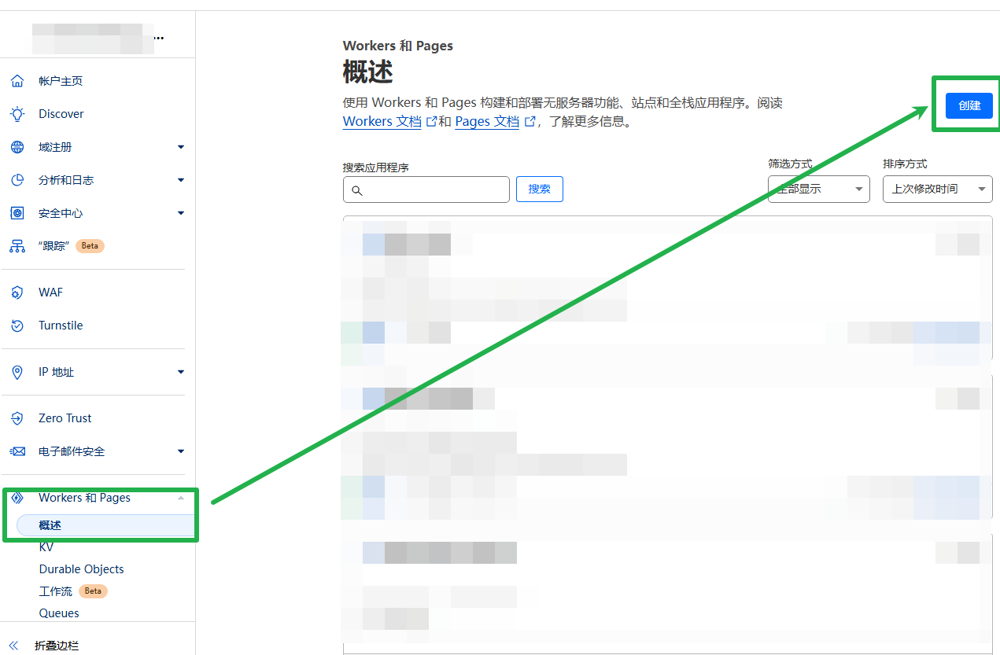 ...
帐户主页
Discover
域注册
分析和日志
安全中心
“跟踪” Beta
WAF
Turnstile
IP 地址
Zero Trust
电子邮件安全
Workers 和 Pages
概述
KV
Durable Objects
工作流 Beta
Queues
折叠边栏
Workers 和 Pages
概述
使用 Workers 和 Pages 构建和部署无服务器功能、站点和全栈应用程序。阅读
Workers 文档 和 Pages 文档 ，了解更多信息。
创建
搜索应用程序
搜索
筛选方式
全部显示
排序方式
上次修改时间